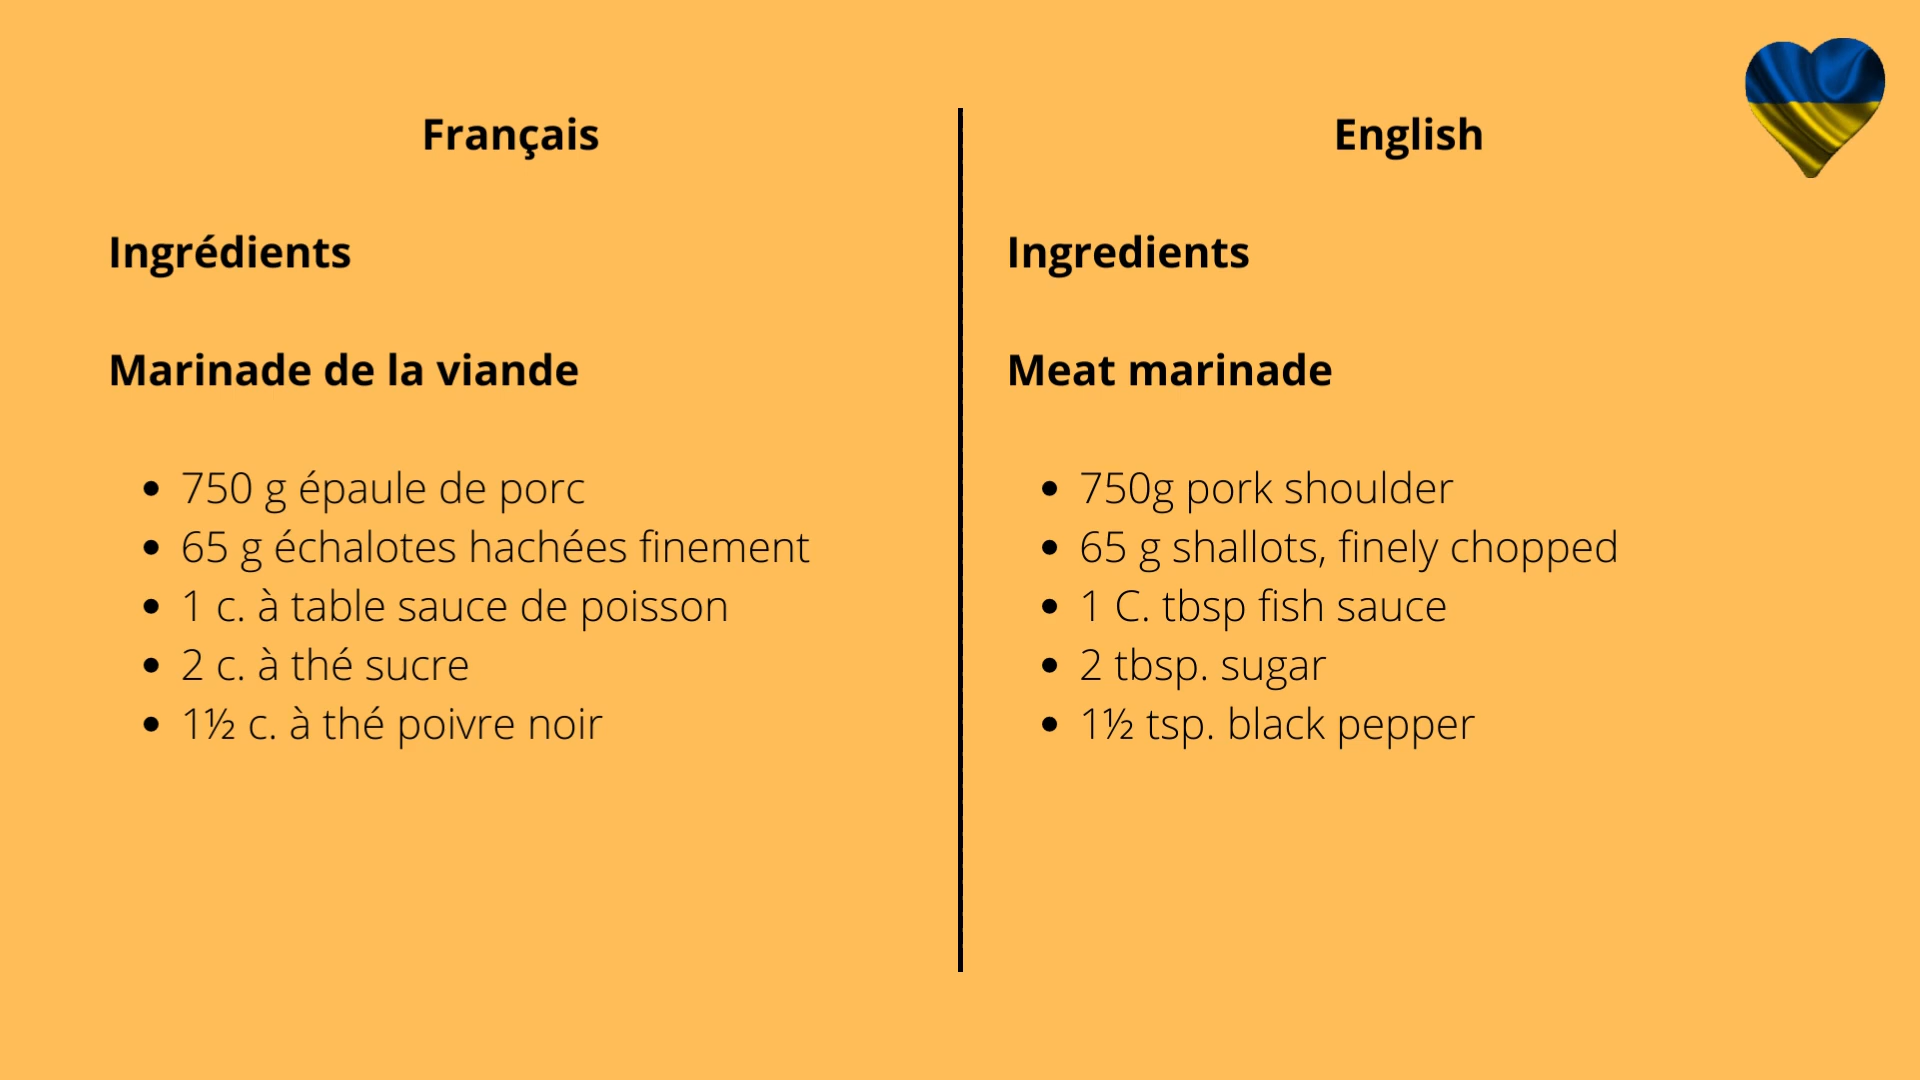 Français
Ingrédients
Marinade de la viande
• 750 g épaule de porc
• 65 g échalotes hachées finement
• 1 c. à table sauce de poisson
• 2 c. à thé sucre
• 1½ c. à thé poivre noir
English
Ingredients
Meat marinade
• 750g pork shoulder
• 65 g shallots, finely chopped
• 1 C. tbsp fish sauce
• 2 tbsp. sugar
• 1½ tsp. black pepper